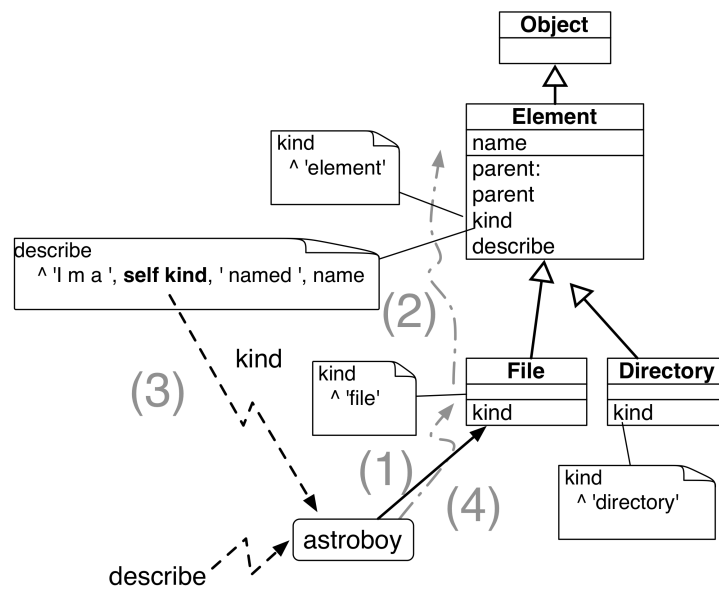 Object
Element
name
parent:
parent
kind
describe
kind
^ 'element'
describe
^ 'I m a ', self kind, ' named ', name
(2)
kind
(3)
kind
^ 'file'
File
kind
Directory
kind
(1)
(4)
kind
^ 'directory'
astroboy
describe